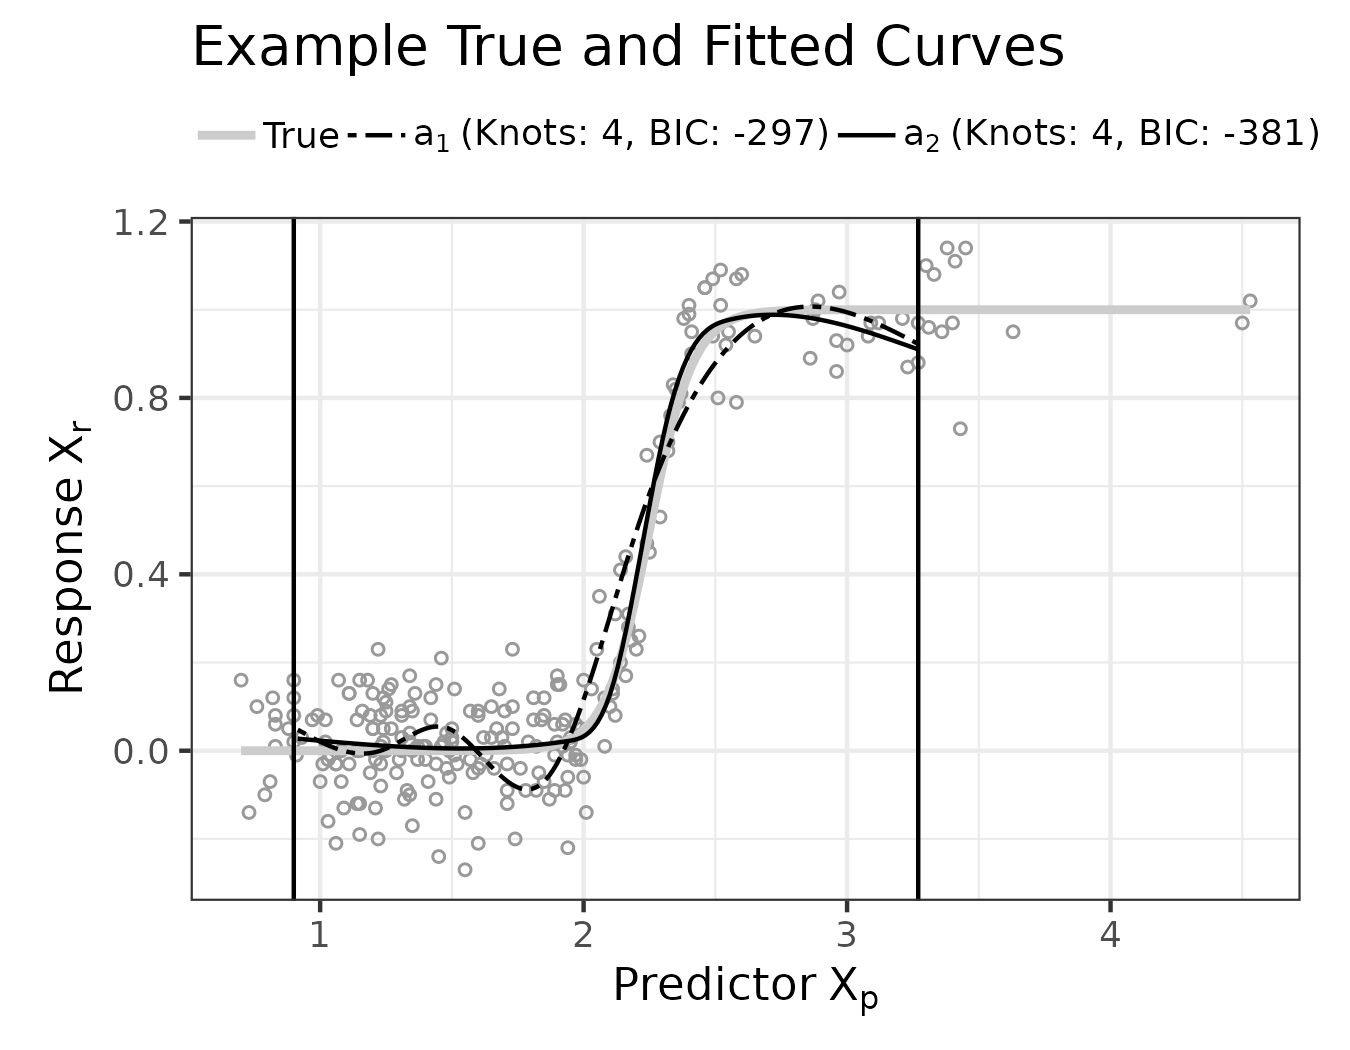 Example True and Fitted Curves
True a₁ (Knots: 4, BIC: -297) a₂ (Knots: 4, BIC: -381)
1.2
0.8
0.4
0.0
Response Xᵣ
1 2 3 4
Predictor Xₚ